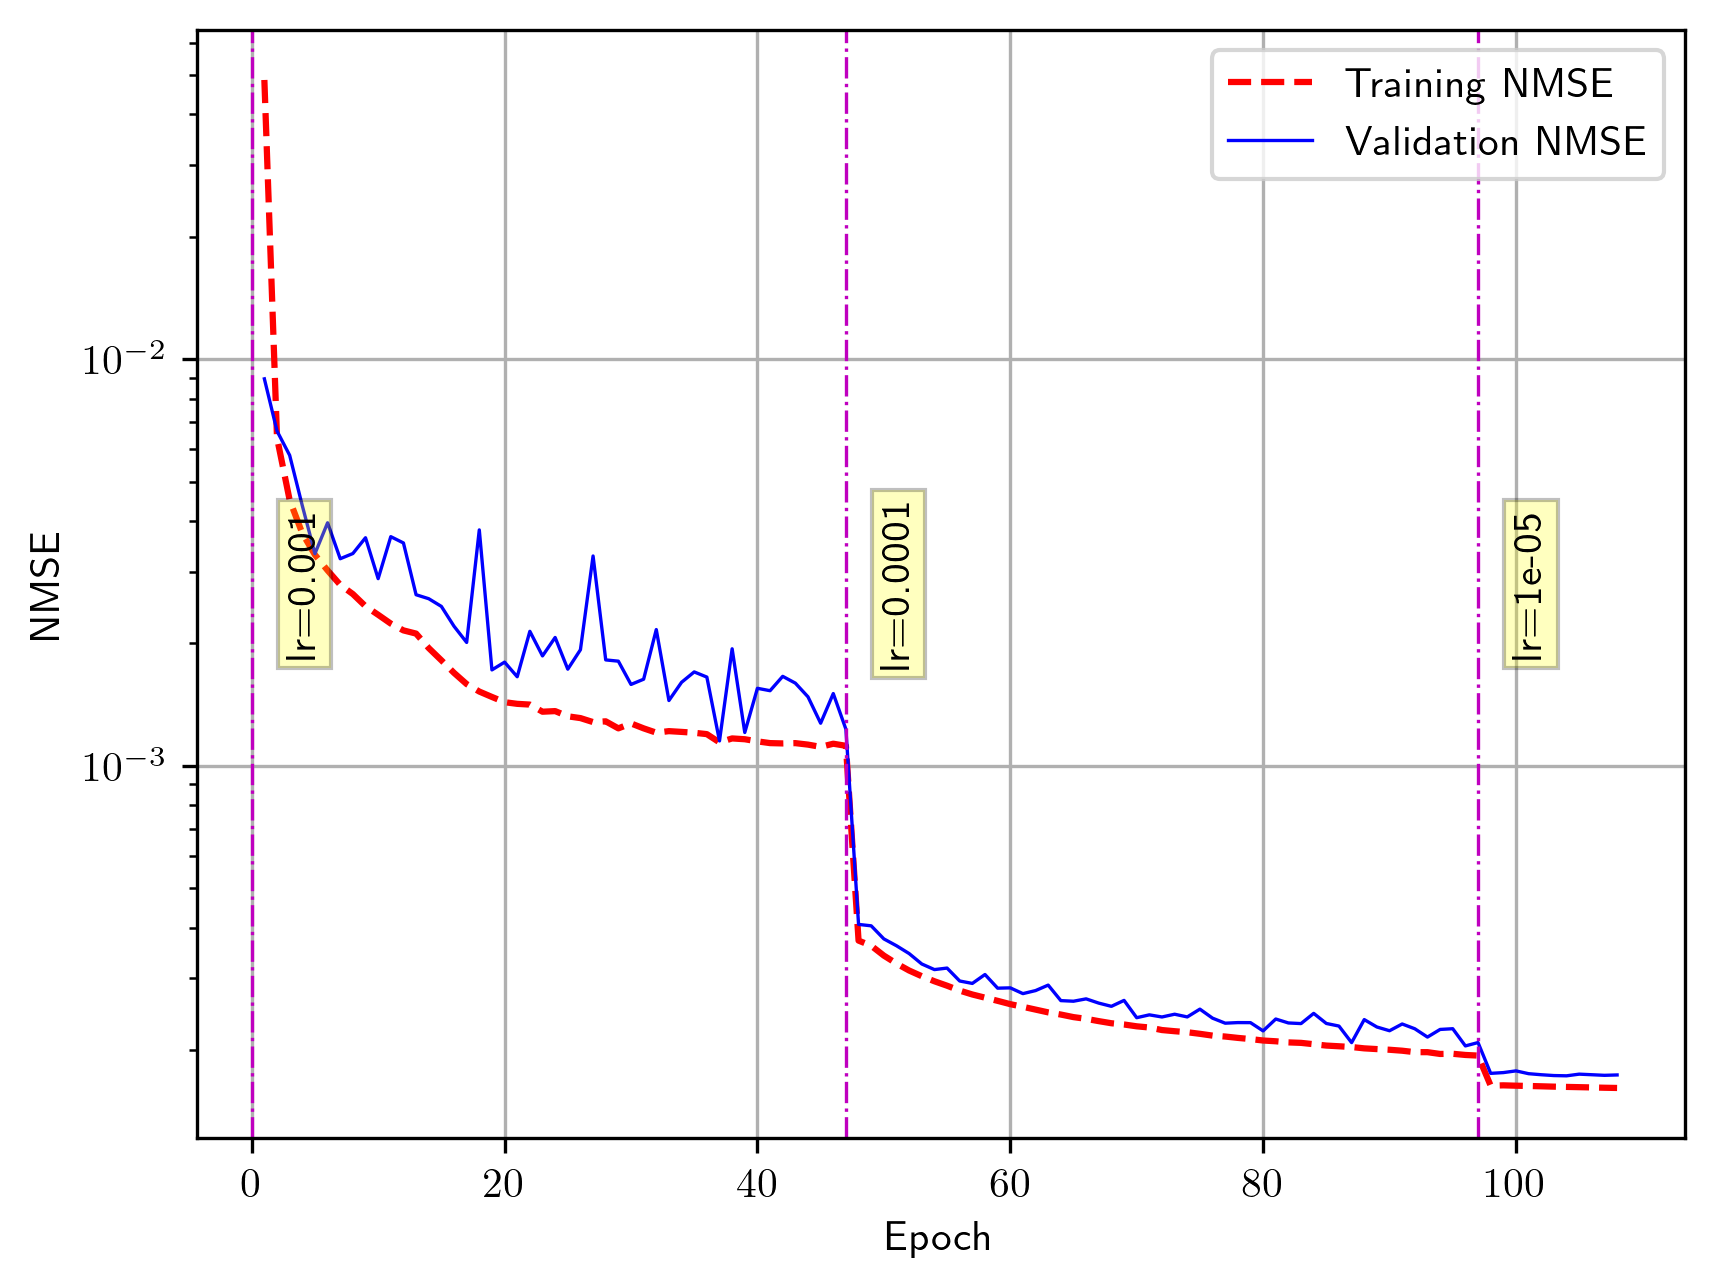 Training NMSE
Validation NMSE
10⁻²
10⁻³
NMSE
lr=0.001
lr=0.0001
lr=1e-05
0 20 40 60 80 100
Epoch